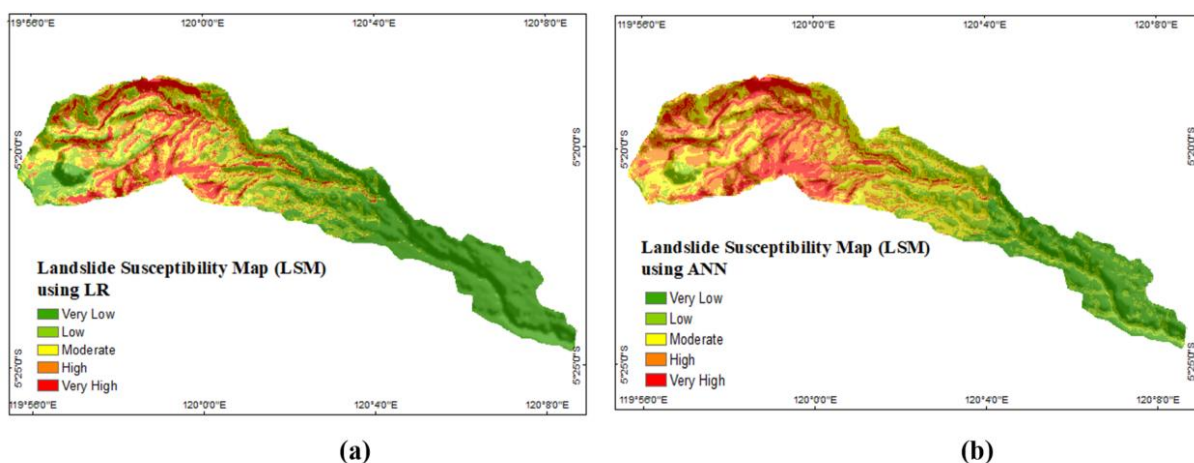 119°56'0"E 120°0'0"E 120°4'0"E 120°8'0"E
5°20'0"S 5°20'0"S
Landslide Susceptibility Map (LSM)
using LR
Very Low
Low
Moderate
High
Very High
5°25'0"S 5°25'0"S
119°56'0"E 120°0'0"E 120°4'0"E 120°8'0"E
(a)
119°56'0"E 120°0'0"E 120°4'0"E 120°8'0"E
5°20'0"S 5°20'0"S
Landslide Susceptibility Map (LSM)
using ANN
Very Low
Low
Moderate
High
Very High
5°25'0"S 5°25'0"S
119°56'0"E 120°0'0"E 120°4'0"E 120°8'0"E
(b)